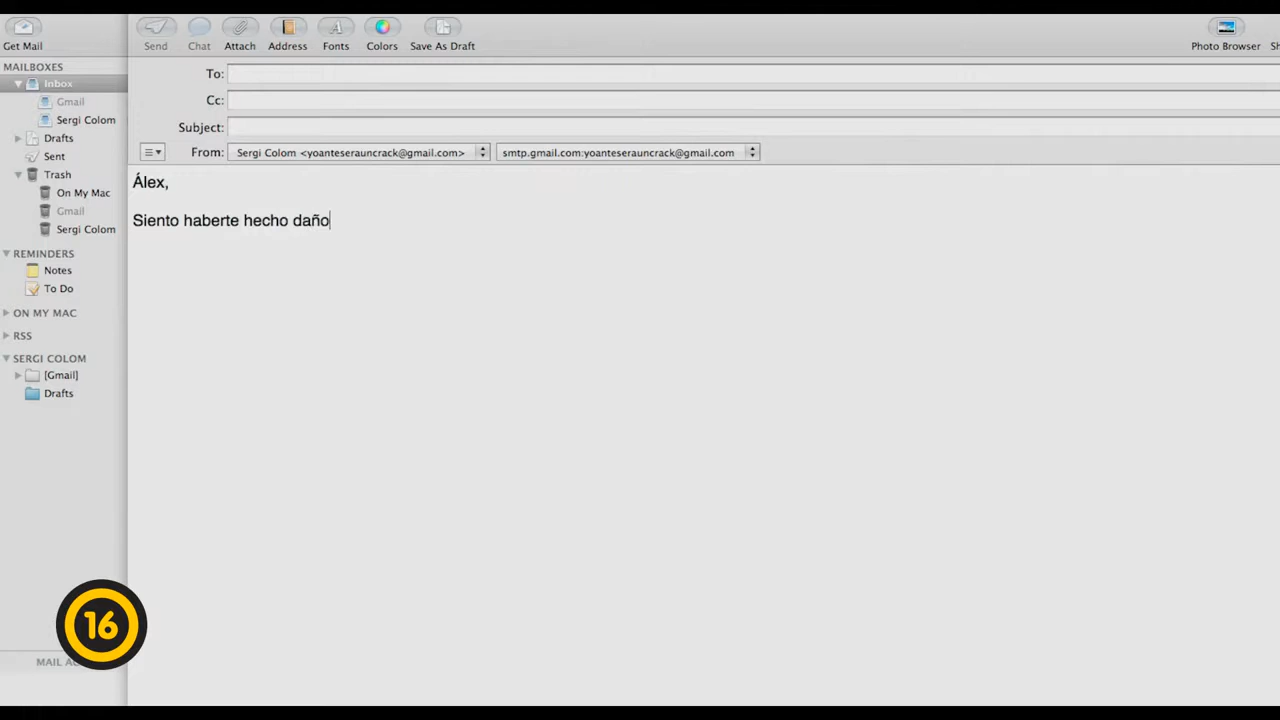 Get Mail
Send
Chat
Attach
Address
Fonts
Colors
Save As Draft
Photo Browser
MAILBOXES
Inbox
Gmail
Sergi Colom
Drafts
Sent
Trash
On My Mac
Gmail
Sergi Colom
REMINDERS
Notes
To Do
ON MY MAC
RSS
SERGI COLOM
[Gmail]
Drafts
MAIL
To:
Cc:
Subject:
From: Sergi Colom <yoanteserauncrack@gmail.com> smtp.gmail.com:yoanteserauncrack@gmail.com
Álex,
Siento haberte hecho daño
16